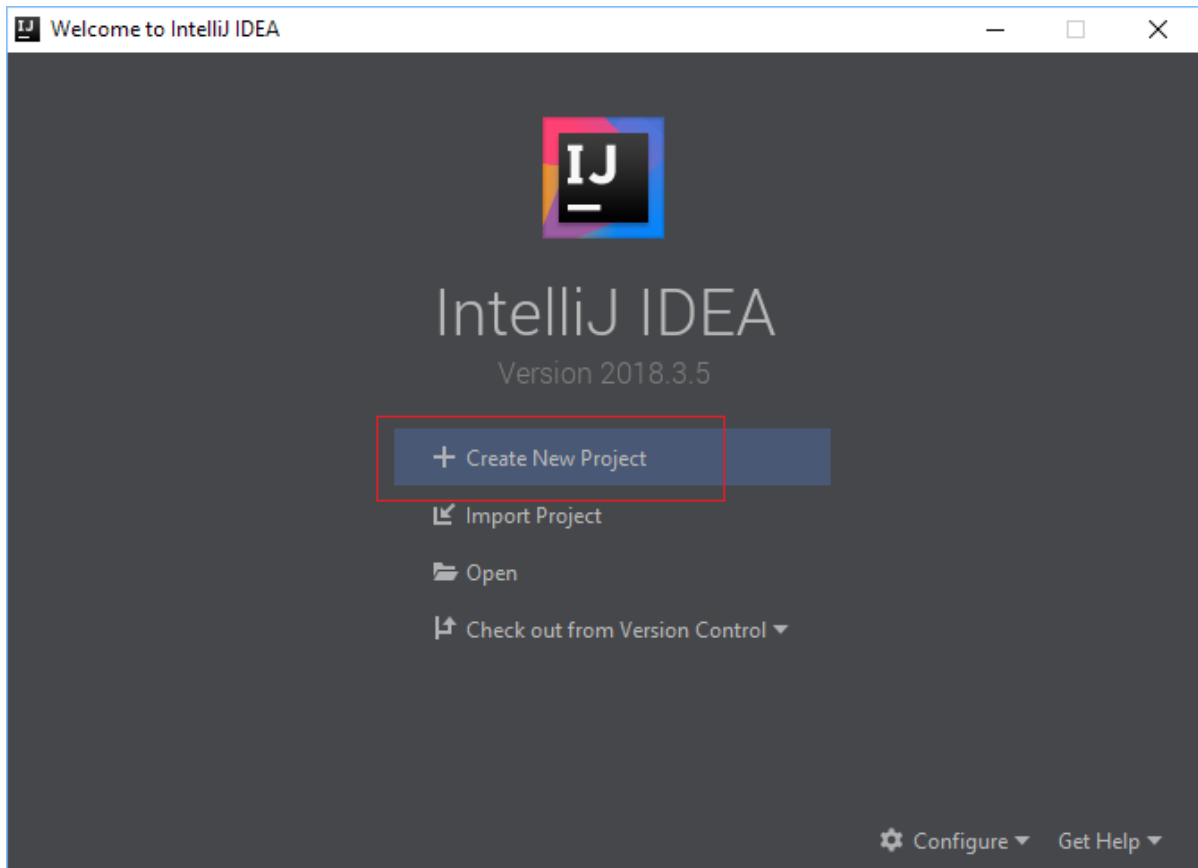 Welcome to IntelliJ IDEA
IJ
IntelliJ IDEA
Version 2018.3.5
Create New Project
Import Project
Open
Check out from Version Control
Configure Get Help